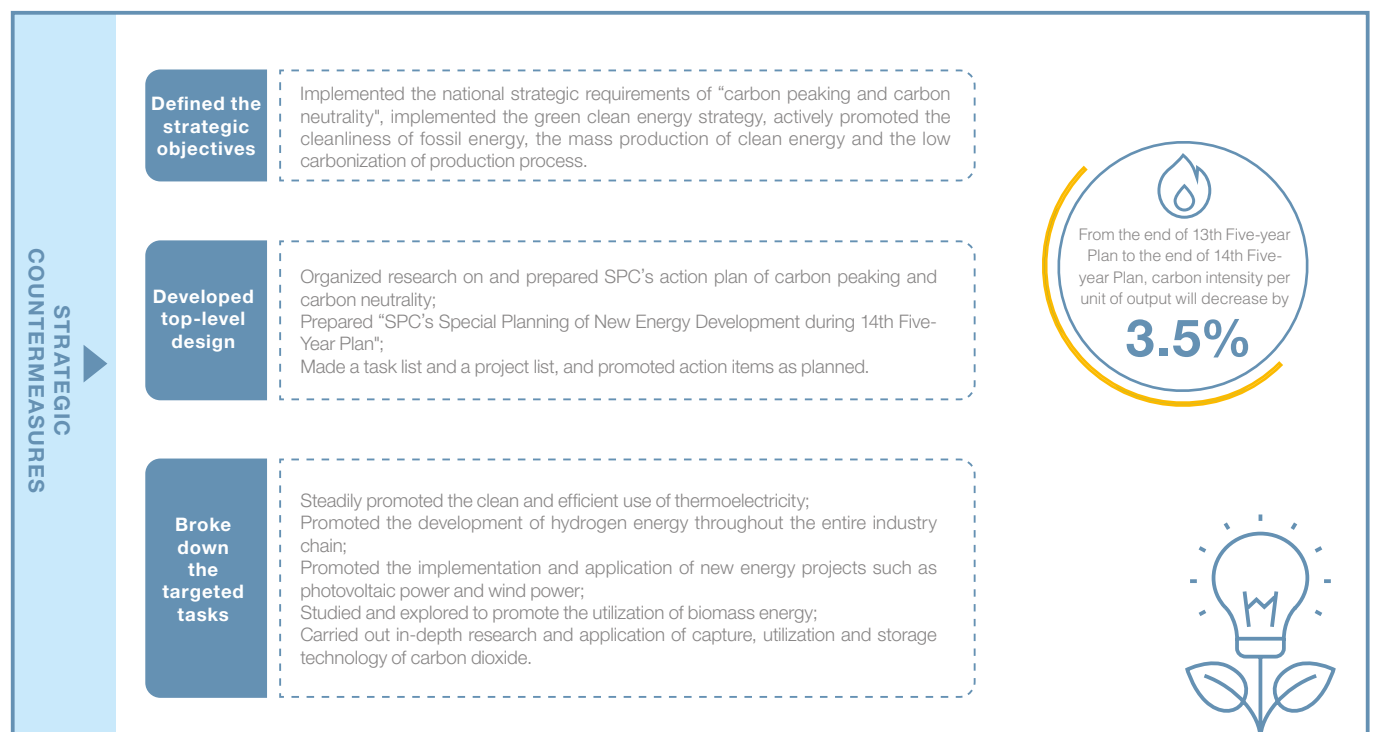 STRATEGIC
COUNTERMEASURES
Defined the
strategic
objectives
Implemented the national strategic requirements of “carbon peaking and carbon
neutrality", implemented the green clean energy strategy, actively promoted the
cleanliness of fossil energy, the mass production of clean energy and the low
carbonization of production process.
Developed
top-level
design
Organized research on and prepared SPC’s action plan of carbon peaking and
carbon neutrality;
Prepared “SPC’s Special Planning of New Energy Development during 14th Five-
Year Plan";
Made a task list and a project list, and promoted action items as planned.
Broke
down
the
targeted
tasks
Steadily promoted the clean and efficient use of thermoelectricity;
Promoted the development of hydrogen energy throughout the entire industry
chain;
Promoted the implementation and application of new energy projects such as
photovoltaic power and wind power;
Studied and explored to promote the utilization of biomass energy;
Carried out in-depth research and application of capture, utilization and storage
technology of carbon dioxide.
From the end of 13th Five-year
Plan to the end of 14th Five-
year Plan, carbon intensity per
unit of output will decrease by
3.5%